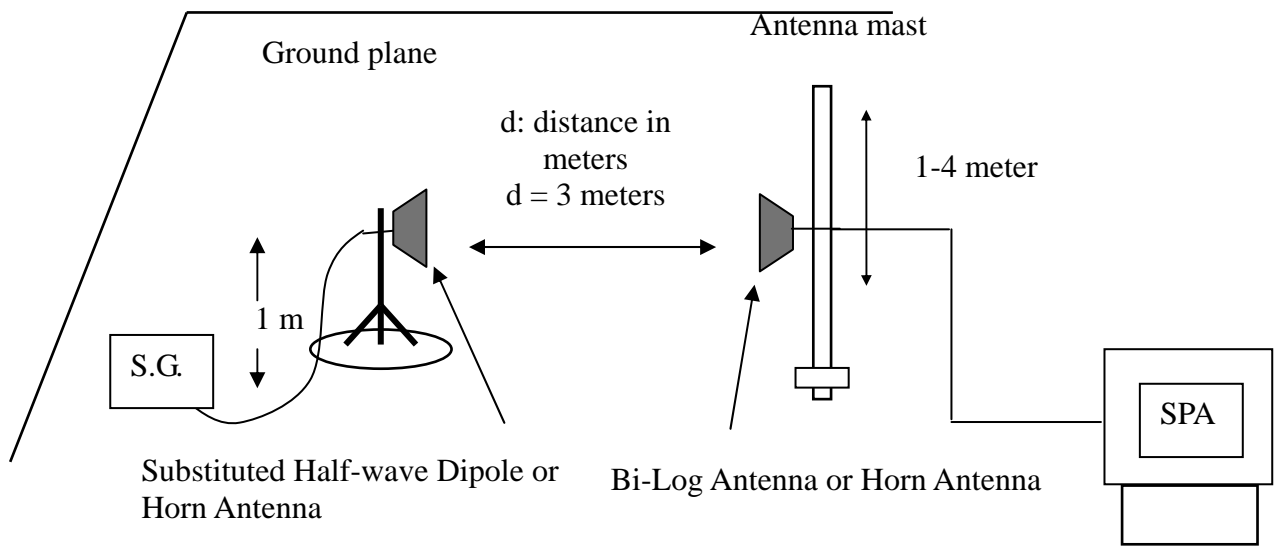 Antenna mast
Ground plane
d: distance in
meters
d = 3 meters
1-4 meter
1 m
S.G.
SPA
Substituted Half-wave Dipole or
Horn Antenna
Bi-Log Antenna or Horn Antenna